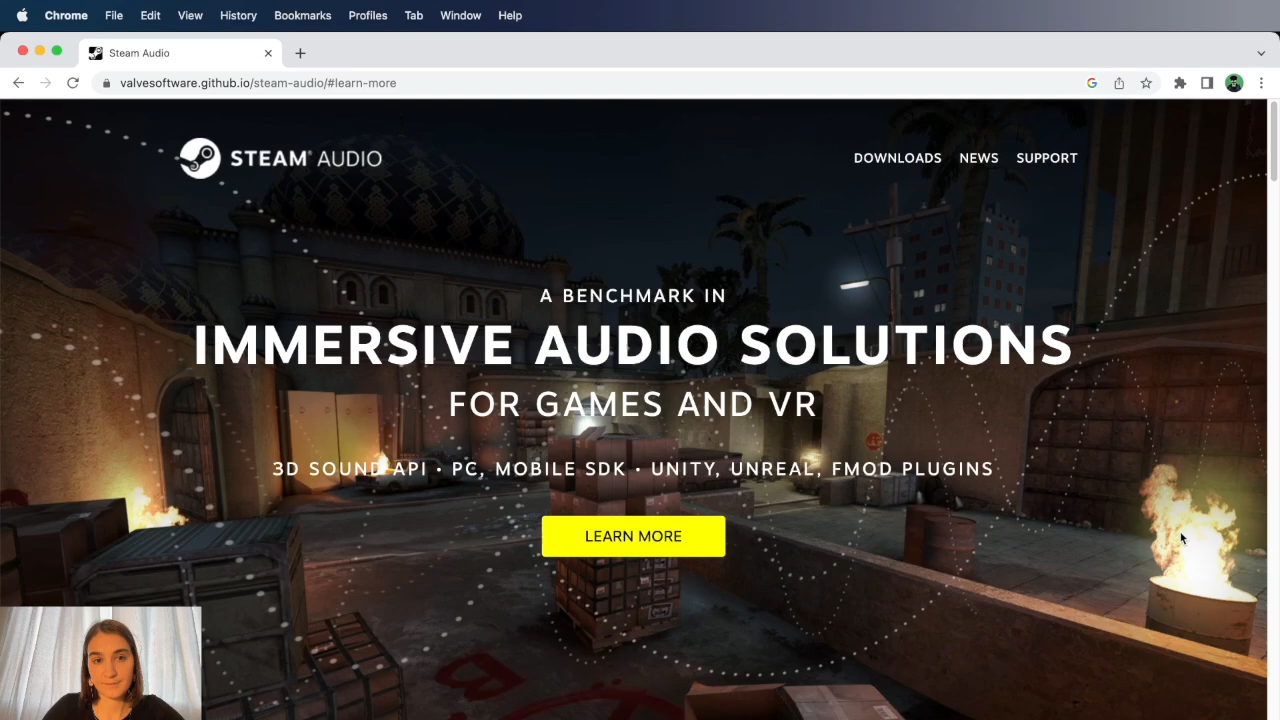 Chrome File Edit View History Bookmarks Profiles Tab Window Help
Steam Audio
valvesoftware.github.io/steam-audio/#learn-more
STEAM® AUDIO
DOWNLOADS NEWS SUPPORT
A BENCHMARK IN
IMMERSIVE AUDIO SOLUTIONS
FOR GAMES AND VR
3D SOUND API • PC, MOBILE SDK • UNITY, UNREAL, FMOD PLUGINS
LEARN MORE